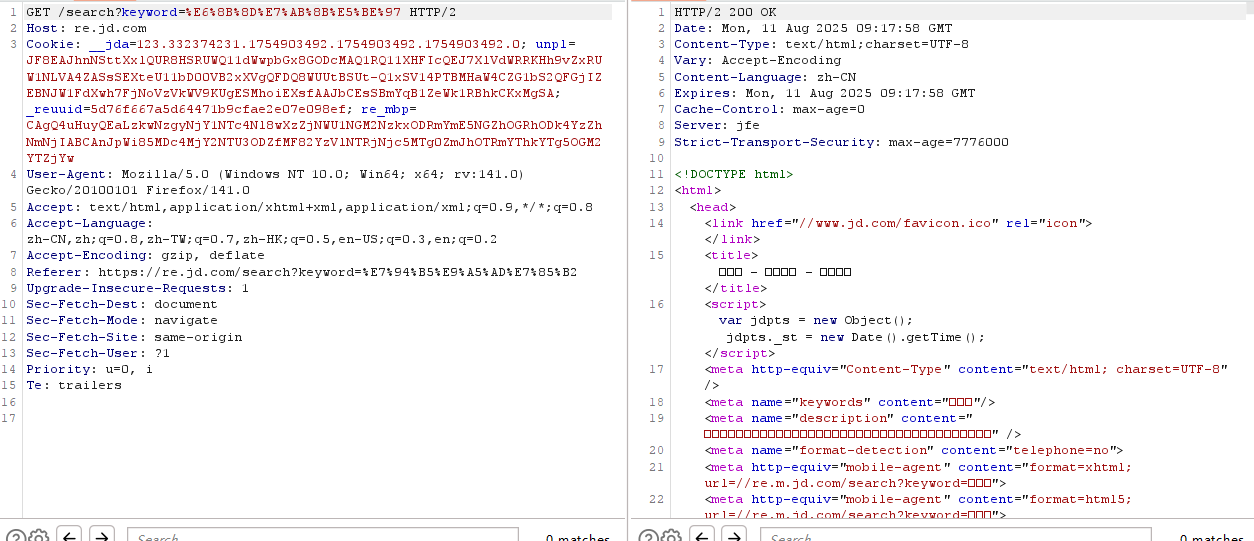 1 GET /search?keyword=%E6%8B%8D%E7%AB%8B%E5%BE%97 HTTP/2
2 Host: re.jd.com
3 Cookie: __jda=123.332374231.1754903492.1754903492.1754903492.0; unpl=
JF8EAJhnNSttXxlQUR8HSRUWQ11dWwpbGx8GODcMAQ1RQ11XHFIcQEJ7XlVdWRRKHh9vZxRU
W1NLVA4ZASsSEXteU11bD00VB2xXVgQFDQ8WUUtBSUt-Q1xSV14PTBMHaW4CZG1bS2QFGjIZ
EBNJW1FdXwh7FjNoVzVkWV9KUgESMhoiEXsfAAJbCEsSBmYqB1ZeWk1RBhkCKxMgSA;
_reuuid=5d76f667a5d64471b9cfae2e07e098ef; re_mbp=
CAgQ4uHuyQEaLzkwNzgyNjY1NTc4Nl8wXzZjNWU1NGM2NzkxODRmYmE5NGZhOGRhODk4YzZh
NmNjIABCAnJpWi85MDc4MjY2NTU3ODZfMF82YzVlNTRjNjc5MTg0ZmJhOTRmYThkYTg5OGM2
YTZjYw
4 User-Agent: Mozilla/5.0 (Windows NT 10.0; Win64; x64; rv:141.0)
Gecko/20100101 Firefox/141.0
5 Accept: text/html,application/xhtml+xml,application/xml;q=0.9,*/*;q=0.8
6 Accept-Language:
zh-CN,zh;q=0.8,zh-TW;q=0.7,zh-HK;q=0.5,en-US;q=0.3,en;q=0.2
7 Accept-Encoding: gzip, deflate
8 Referer: https://re.jd.com/search?keyword=%E7%94%B5%E9%A5%AD%E7%85%B2
9 Upgrade-Insecure-Requests: 1
10 Sec-Fetch-Dest: document
11 Sec-Fetch-Mode: navigate
12 Sec-Fetch-Site: same-origin
13 Sec-Fetch-User: ?1
14 Priority: u=0, i
15 Te: trailers
16
17
Search
0 matches
1 HTTP/2 200 OK
2 Date: Mon, 11 Aug 2025 09:17:58 GMT
3 Content-Type: text/html;charset=UTF-8
4 Vary: Accept-Encoding
5 Content-Language: zh-CN
6 Expires: Mon, 11 Aug 2025 09:17:58 GMT
7 Cache-Control: max-age=0
8 Server: jfe
9 Strict-Transport-Security: max-age=7776000
10
11 <!DOCTYPE html>
12 <html>
13 <head>
14 <link href="//www.jd.com/favicon.ico" rel="icon">
</link>
15 <title>
□□□ - □□□□ - □□□□
</title>
16 <script>
var jdpts = new Object();
jdpts._st = new Date().getTime();
</script>
17 <meta http-equiv="Content-Type" content="text/html; charset=UTF-8"
/>
18 <meta name="keywords" content="□□□"/>
19 <meta name="description" content="
□□□□□□□□□□□□□□□□□□□□□□□□□□□□□□□□□□□□□□" />
20 <meta name="format-detection" content="telephone=no">
21 <meta http-equiv="mobile-agent" content="format=xhtml;
url=//re.m.jd.com/search?keyword=□□□">
22 <meta http-equiv="mobile-agent" content="format=html5;
url=//re.m.jd.com/search?keyword=□□□">
Search
0 matches